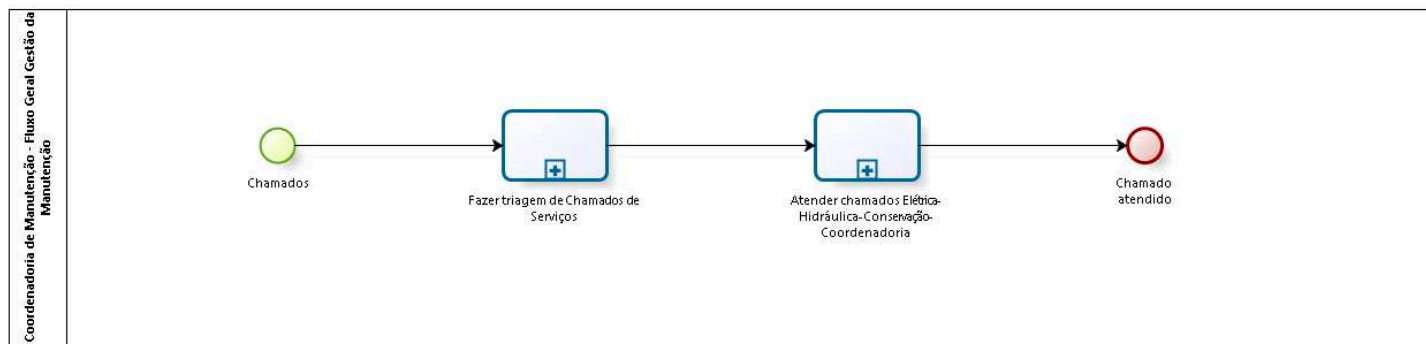 Coordenadoria de Manutenção - Fluxo Geral Gestão da
Manutenção
Chamados
Fazer triagem de Chamados de
Serviços
Atender chamados Elétrica-
Hidráulica-Conservação-
Coordenadoria
Chamado
atendido